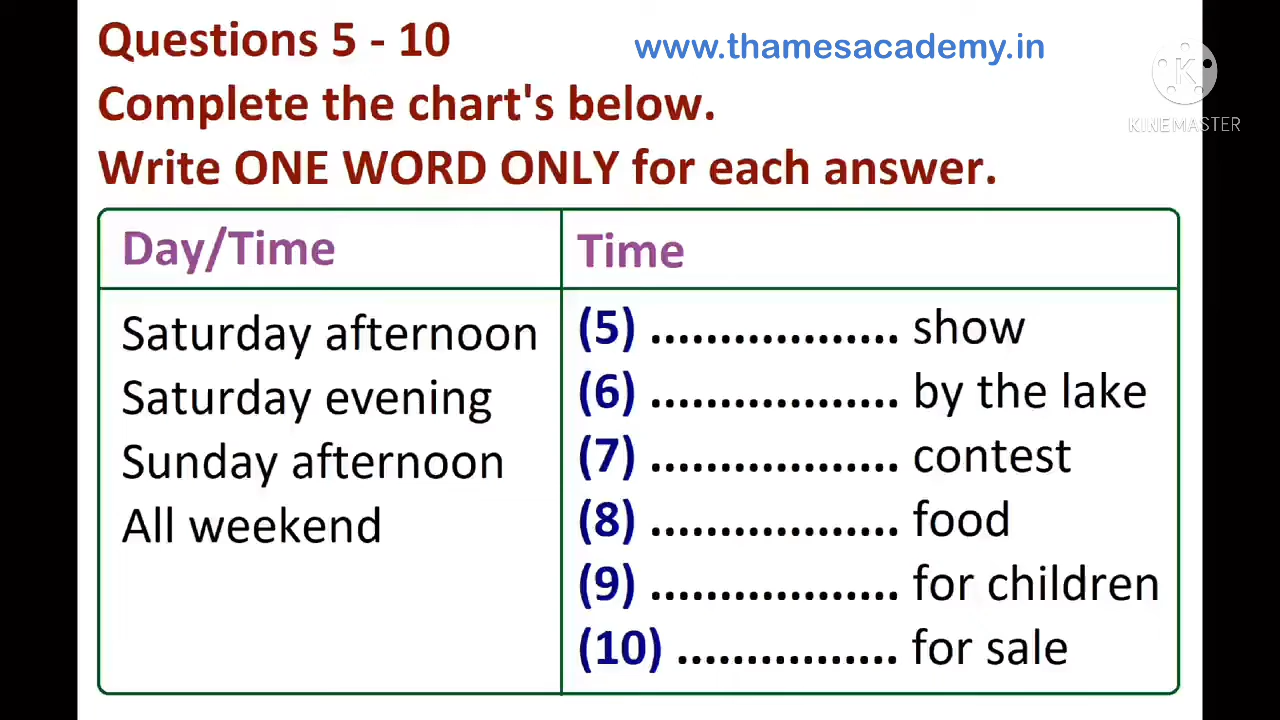 Questions 5 - 10
www.thamesacademy.in
K
KINEMASTER
Complete the chart's below.
Write ONE WORD ONLY for each answer.
Day/Time Time
Saturday afternoon (5) .................. show
Saturday evening (6) .................. by the lake
Sunday afternoon (7) .................. contest
All weekend (8) .................. food
(9) .................. for children
(10) ................ for sale